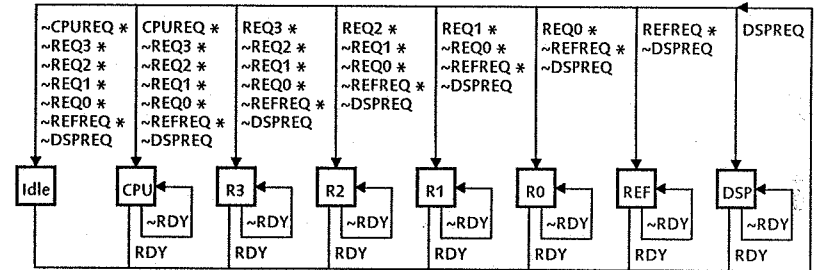 ~CPUREQ *
~REQ3 *
~REQ2 *
~REQ1 *
~REQ0 *
~REFREQ *
~DSPREQ
CPUREQ *
~REQ3 *
~REQ2 *
~REQ1 *
~REQ0 *
~REFREQ *
~DSPREQ
REQ3 *
~REQ2 *
~REQ1 *
~REQ0 *
~REFREQ *
~DSPREQ
REQ2 *
~REQ1 *
~REQ0 *
~REFREQ *
~DSPREQ
REQ1 *
~REQ0 *
~REFREQ *
~DSPREQ
REQ0 *
~REFREQ *
~DSPREQ
REFREQ *
~DSPREQ
DSPREQ
Idle
CPU
R3
R2
R1
R0
REF
DSP
~RDY
~RDY
~RDY
~RDY
~RDY
~RDY
~RDY
RDY
RDY
RDY
RDY
RDY
RDY
RDY